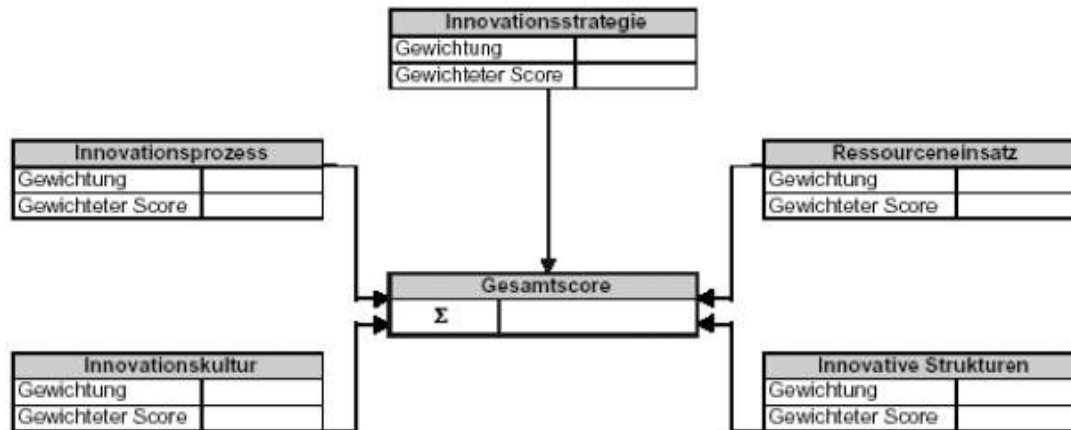 Innovationsstrategie
Gewichtung
Gewichteter Score
Innovationsprozess
Gewichtung
Gewichteter Score
Ressourceneinsatz
Gewichtung
Gewichteter Score
Gesamtscore
Σ
Innovationskultur
Gewichtung
Gewichteter Score
Innovative Strukturen
Gewichtung
Gewichteter Score